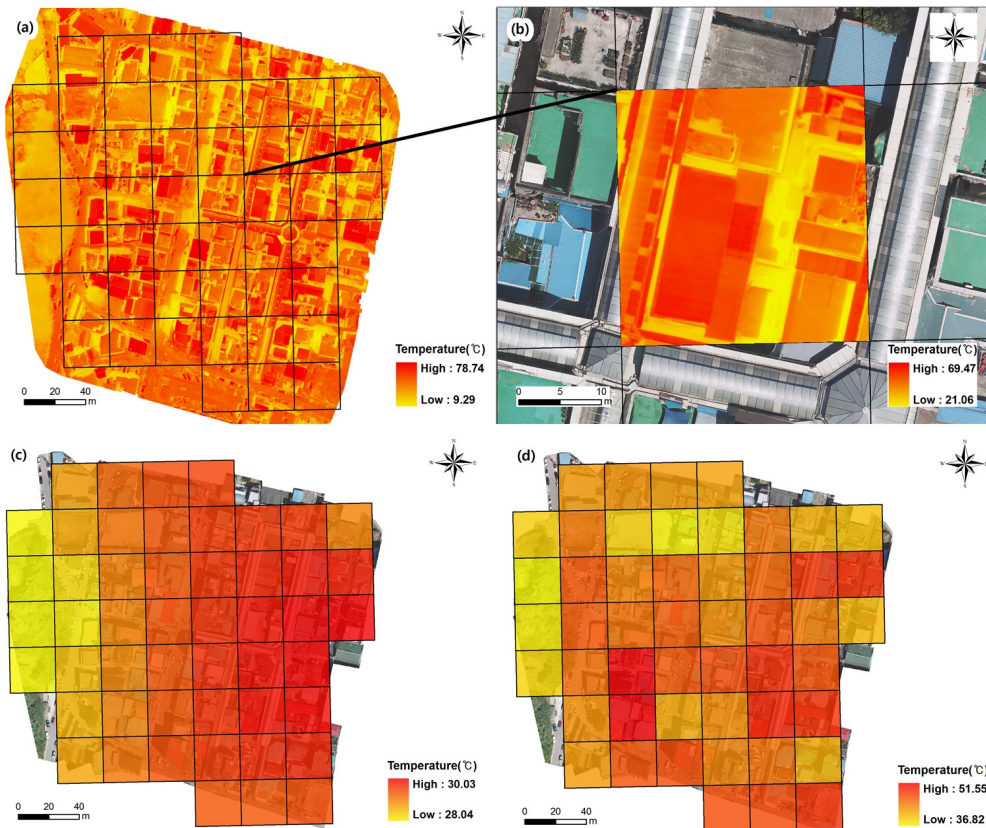 (a)
N
W E
S
Temperature(℃)
High : 78.74
Low : 9.29
0 20 40
m
(b)
N
W E
S
Temperature(℃)
High : 69.47
Low : 21.06
0 5 10
m
(c)
N
W E
S
Temperature(℃)
High : 30.03
Low : 28.04
0 20 40
m
(d)
N
W E
S
Temperature(℃)
High : 51.55
Low : 36.82
0 20 40
m